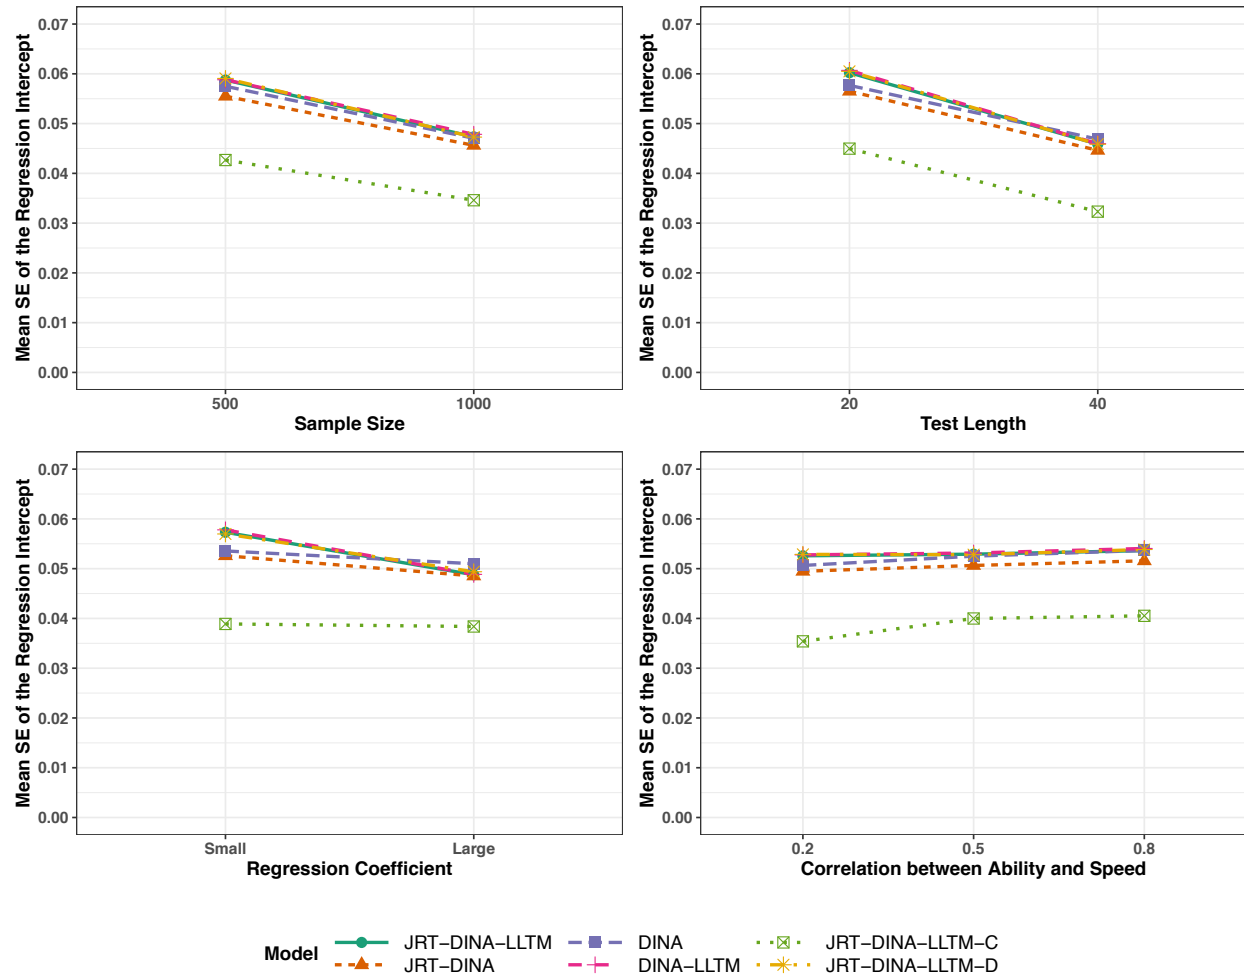 Mean SE of the Regression Intercept
0.07
0.06
0.05
0.04
0.03
0.02
0.01
0.00
500 1000
Sample Size
Mean SE of the Regression Intercept
0.07
0.06
0.05
0.04
0.03
0.02
0.01
0.00
20 40
Test Length
Mean SE of the Regression Intercept
0.07
0.06
0.05
0.04
0.03
0.02
0.01
0.00
Small Large
Regression Coefficient
Mean SE of the Regression Intercept
0.07
0.06
0.05
0.04
0.03
0.02
0.01
0.00
0.2 0.5 0.8
Correlation between Ability and Speed
Model
JRT−DINA−LLTM DINA JRT−DINA−LLTM−C
JRT−DINA DINA−LLTM JRT−DINA−LLTM−D